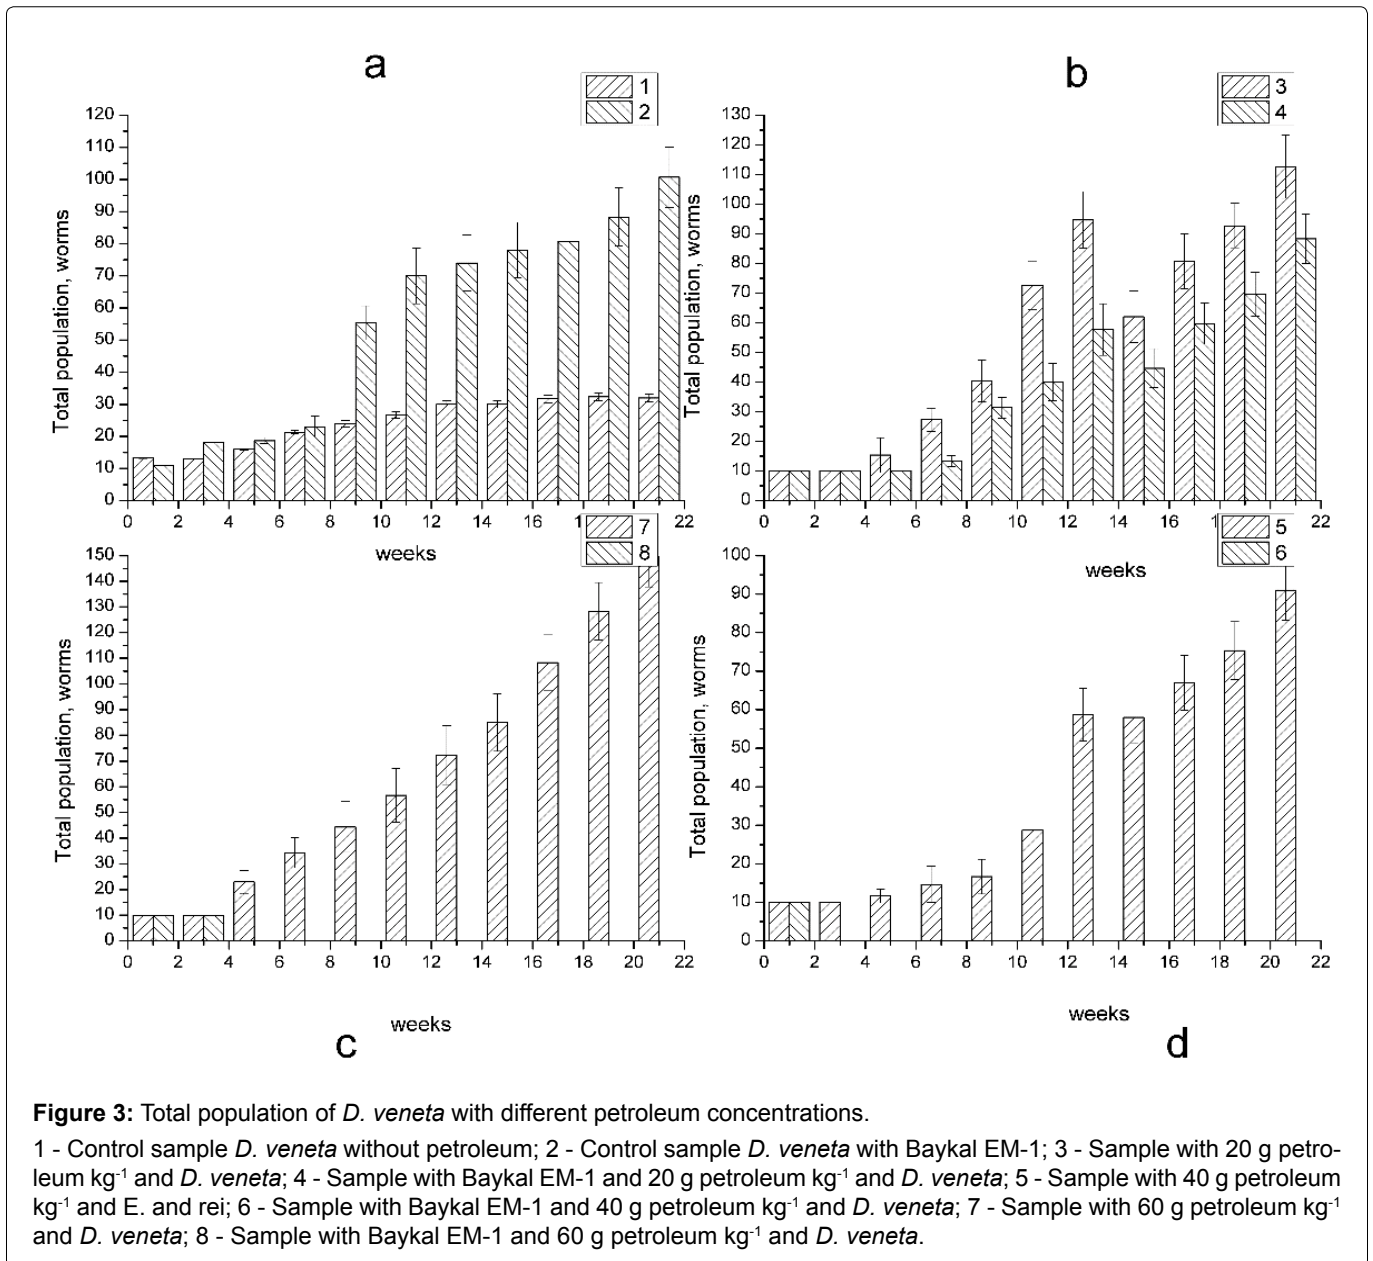 a
1
2
120
110
100
90
80
70
60
50
40
30
20
10
0
Total population, worms
0 2 4 6 8 10 12 14 16 1 22
weeks
b
3
4
130
120
110
100
90
80
70
60
50
40
30
20
10
0
Total population, worms
0 2 4 6 8 10 12 14 16 1 22
weeks
7
8
150
140
130
120
110
100
90
80
70
60
50
40
30
20
10
0
Total population, worms
0 2 4 6 8 10 12 14 16 18 20 22
weeks
c
5
6
100
90
80
70
60
50
40
30
20
10
0
Total population, worms
0 2 4 6 8 10 12 14 16 18 20 22
weeks
d
Figure 3: Total population of D. veneta with different petroleum concentrations.
1 - Control sample D. veneta without petroleum; 2 - Control sample D. veneta with Baykal EM-1; 3 - Sample with 20 g petro-
leum kg-1 and D. veneta; 4 - Sample with Baykal EM-1 and 20 g petroleum kg-1 and D. veneta; 5 - Sample with 40 g petroleum
kg-1 and E. and rei; 6 - Sample with Baykal EM-1 and 40 g petroleum kg-1 and D. veneta; 7 - Sample with 60 g petroleum kg-1
and D. veneta; 8 - Sample with Baykal EM-1 and 60 g petroleum kg-1 and D. veneta.